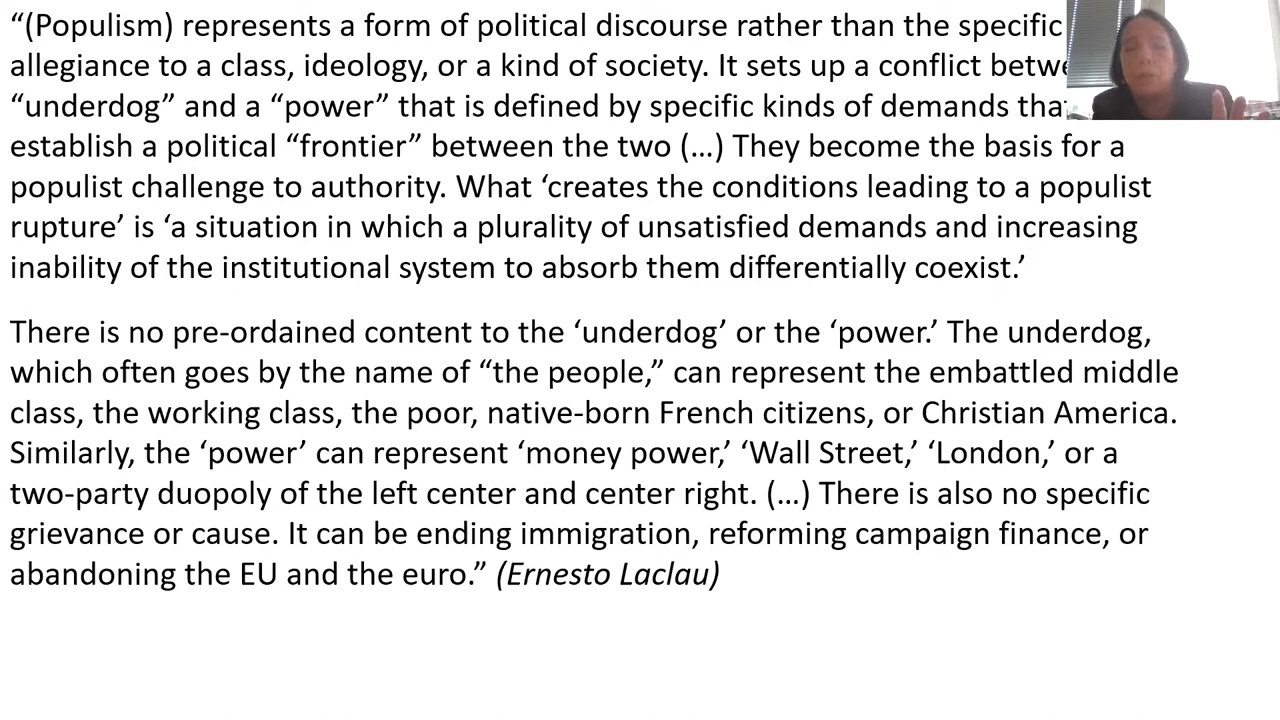 “(Populism) represents a form of political discourse rather than the specific
allegiance to a class, ideology, or a kind of society. It sets up a conflict
“underdog” and a “power” that is defined by specific kinds of demands
establish a political “frontier” between the two (…) They become the basis for a
populist challenge to authority. What ‘creates the conditions leading to a populist
rupture’ is ‘a situation in which a plurality of unsatisfied demands and increasing
inability of the institutional system to absorb them differentially coexist.’
There is no pre-ordained content to the ‘underdog’ or the ‘power.’ The underdog,
which often goes by the name of “the people,” can represent the embattled middle
class, the working class, the poor, native-born French citizens, or Christian America.
Similarly, the ‘power’ can represent ‘money power,’ ‘Wall Street,’ ‘London,’ or a
two-party duopoly of the left center and center right. (…) There is also no specific
grievance or cause. It can be ending immigration, reforming campaign finance, or
abandoning the EU and the euro.” (Ernesto Laclau)